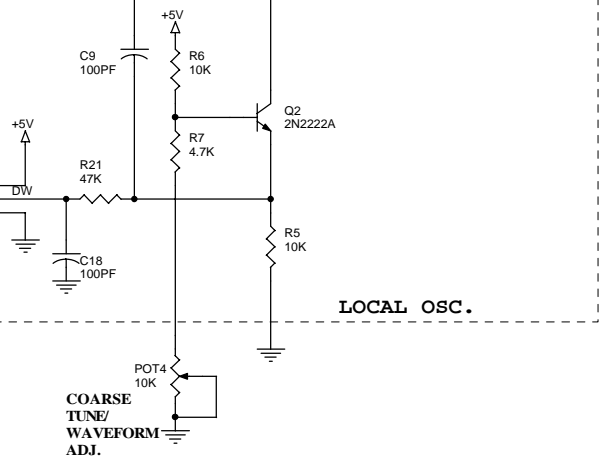 +5V
C9
100PF
R6
10K
Q2
2N2222A
+5V
R7
4.7K
R21
47K
DW
R5
10K
C18
100PF
LOCAL OSC.
POT4
10K
COARSE
TUNE/
WAVEFORM
ADJ.